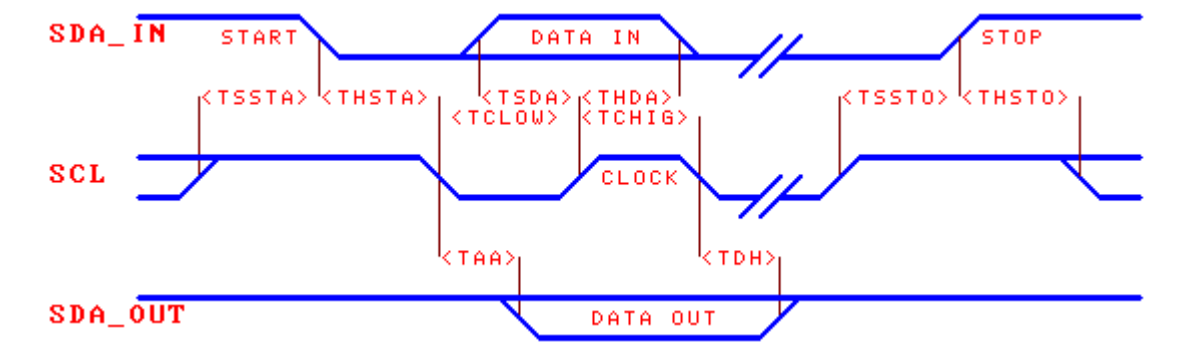 SDA_IN START DATA IN STOP
<TSSTA> <THSTA> <TSDA> <THDA> <TSSTO> <THSTO>
<TCLOW> <TCHIG>
SCL CLOCK
<TAA> <TDH>
SDA_OUT DATA OUT